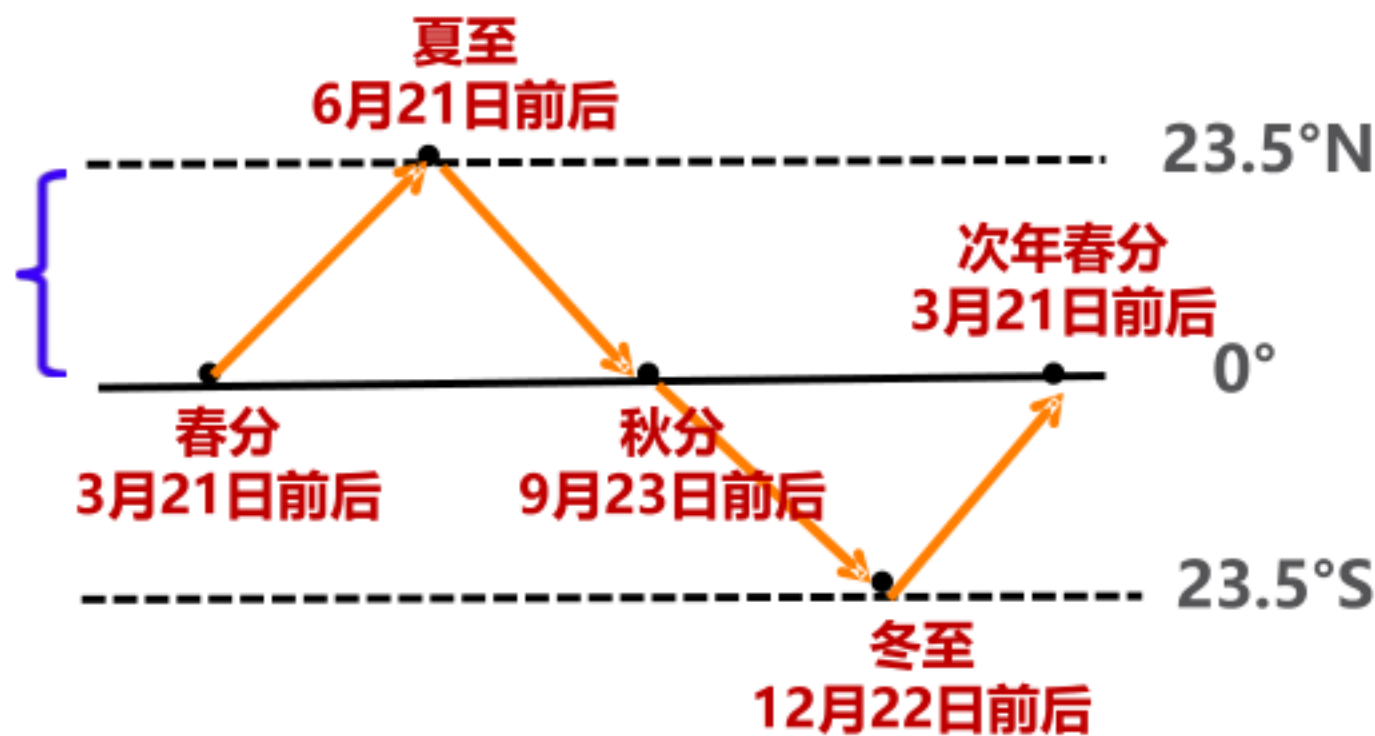 夏至
6月21日前后
23.5°N
次年春分
3月21日前后
0°
春分
3月21日前后
秋分
9月23日前后
23.5°S
冬至
12月22日前后